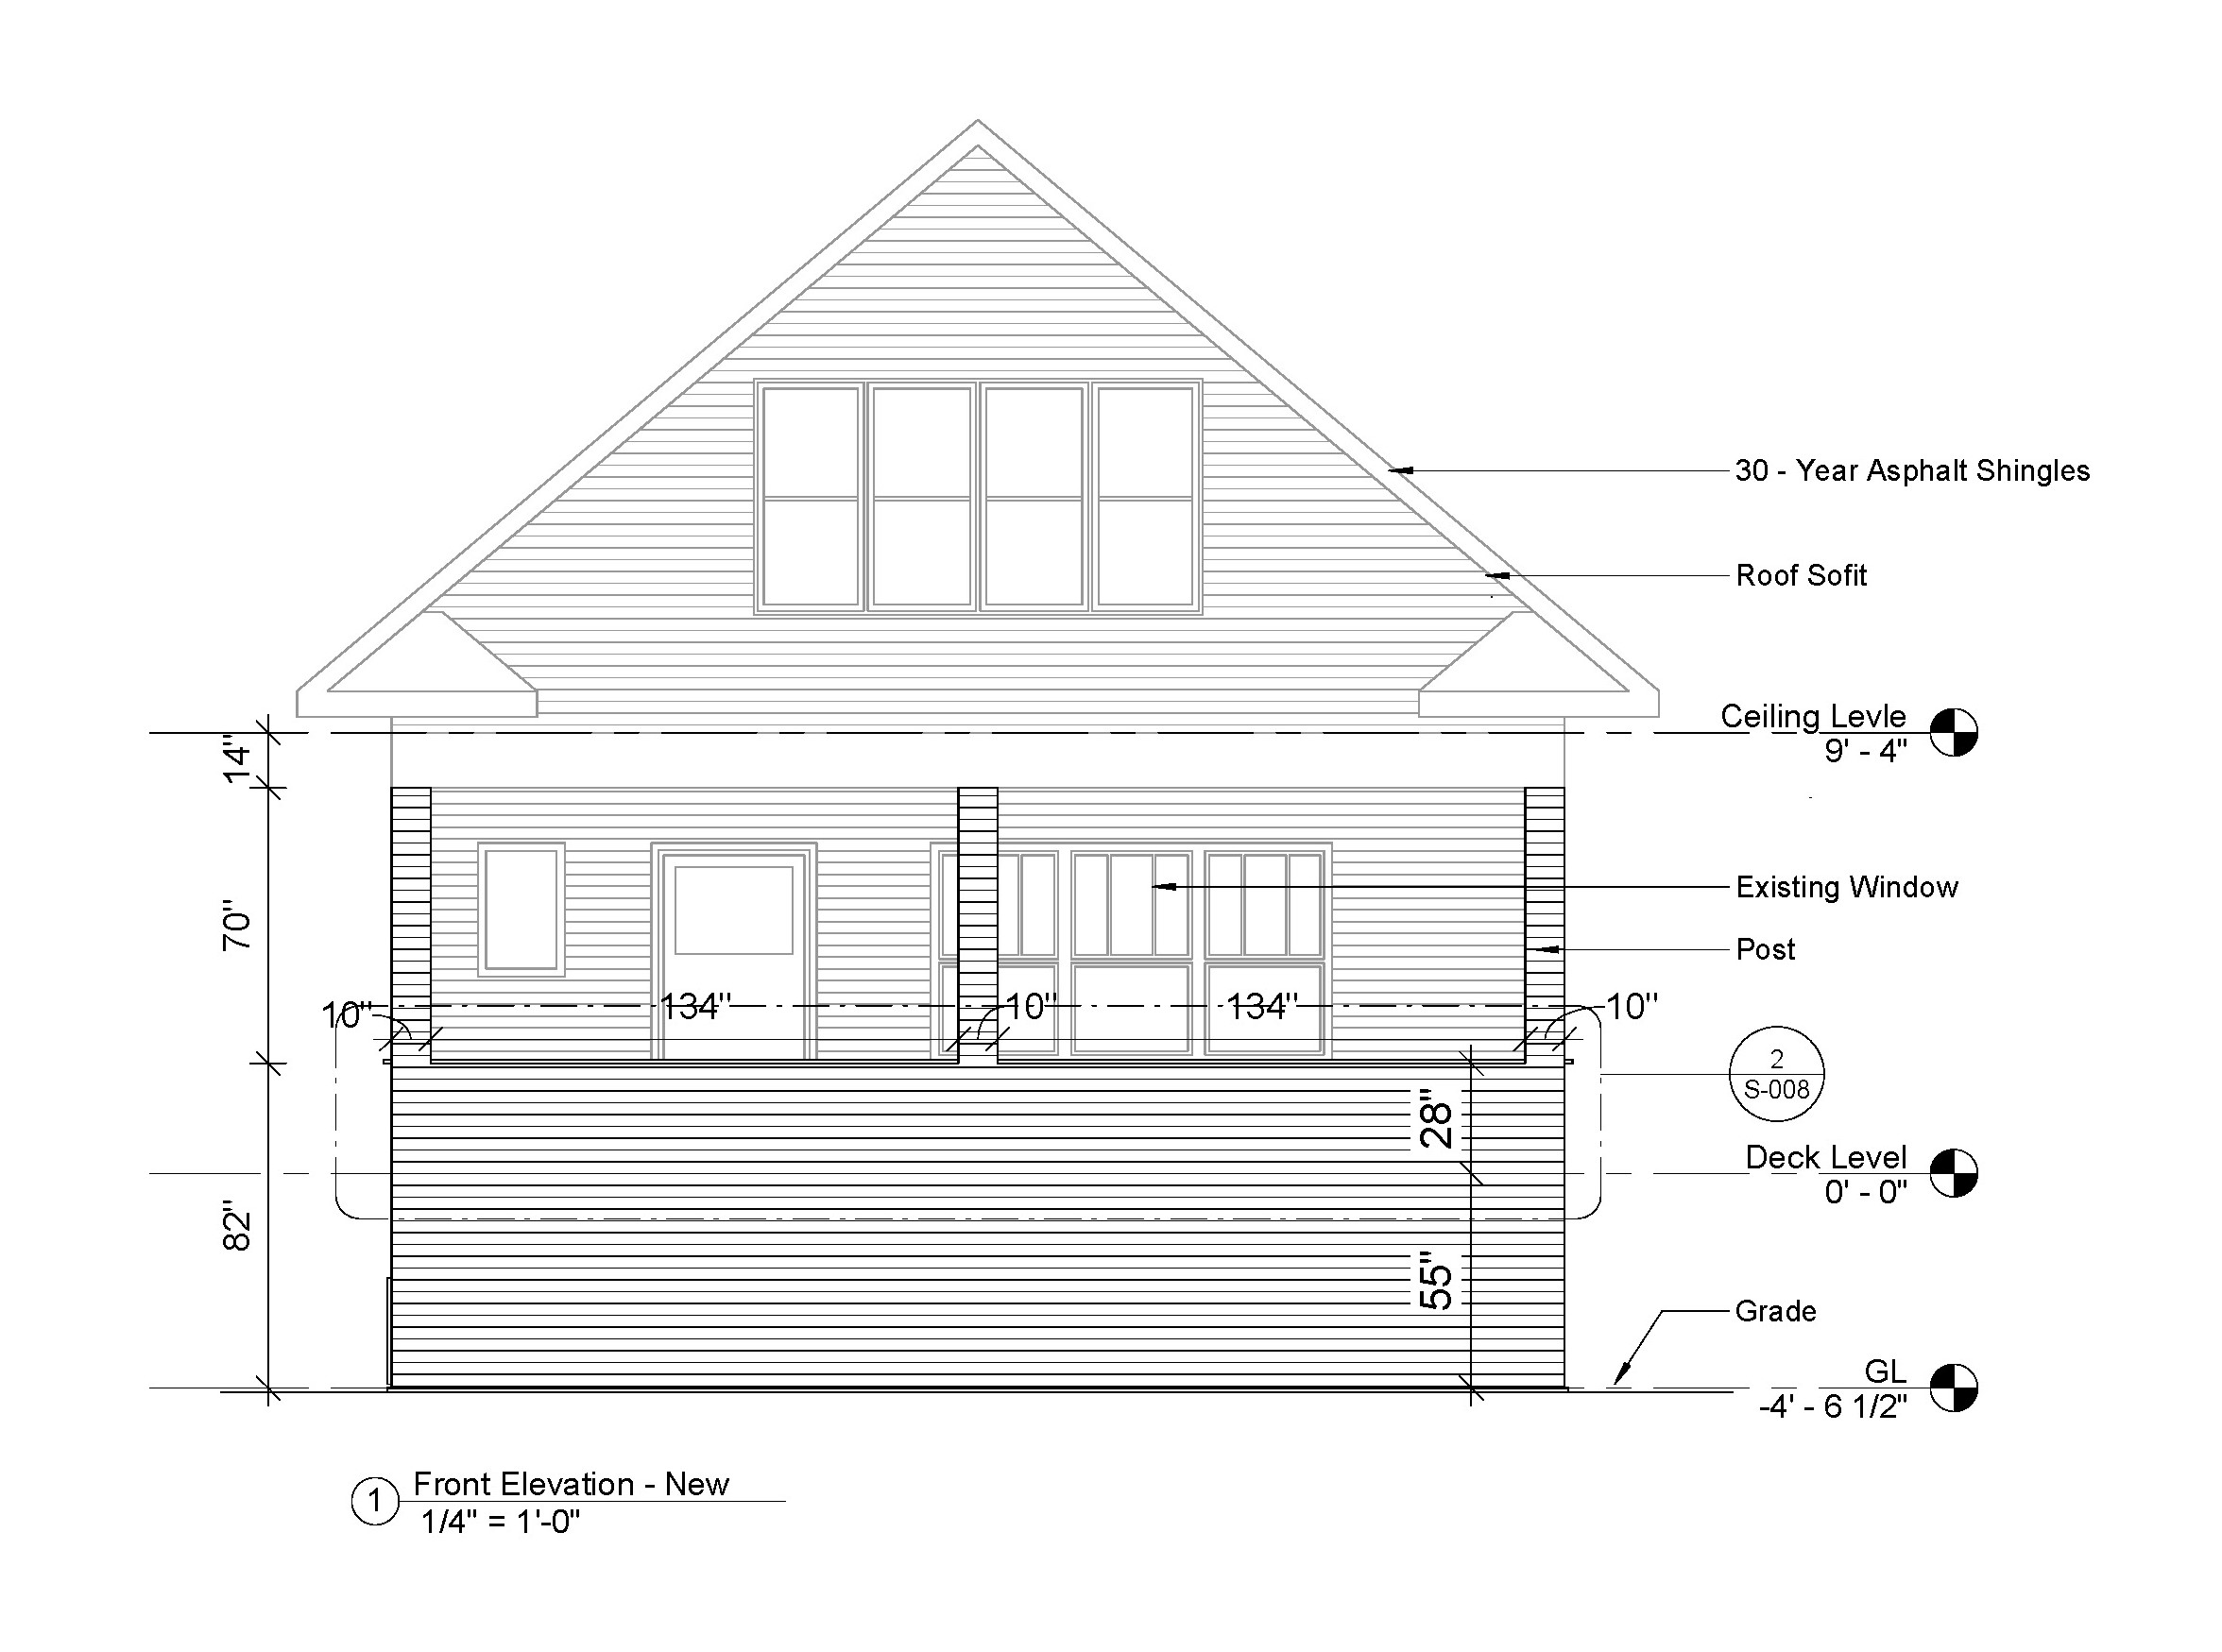 30 - Year Asphalt Shingles
Roof Sofit
Ceiling Levle
9' - 4"
14"
Existing Window
70"
Post
10"
134"
10"
134"
10"
2
S-008
28"
Deck Level
0' - 0"
82"
55"
Grade
GL
-4' - 6 1/2"
1
Front Elevation - New
1/4" = 1'-0"